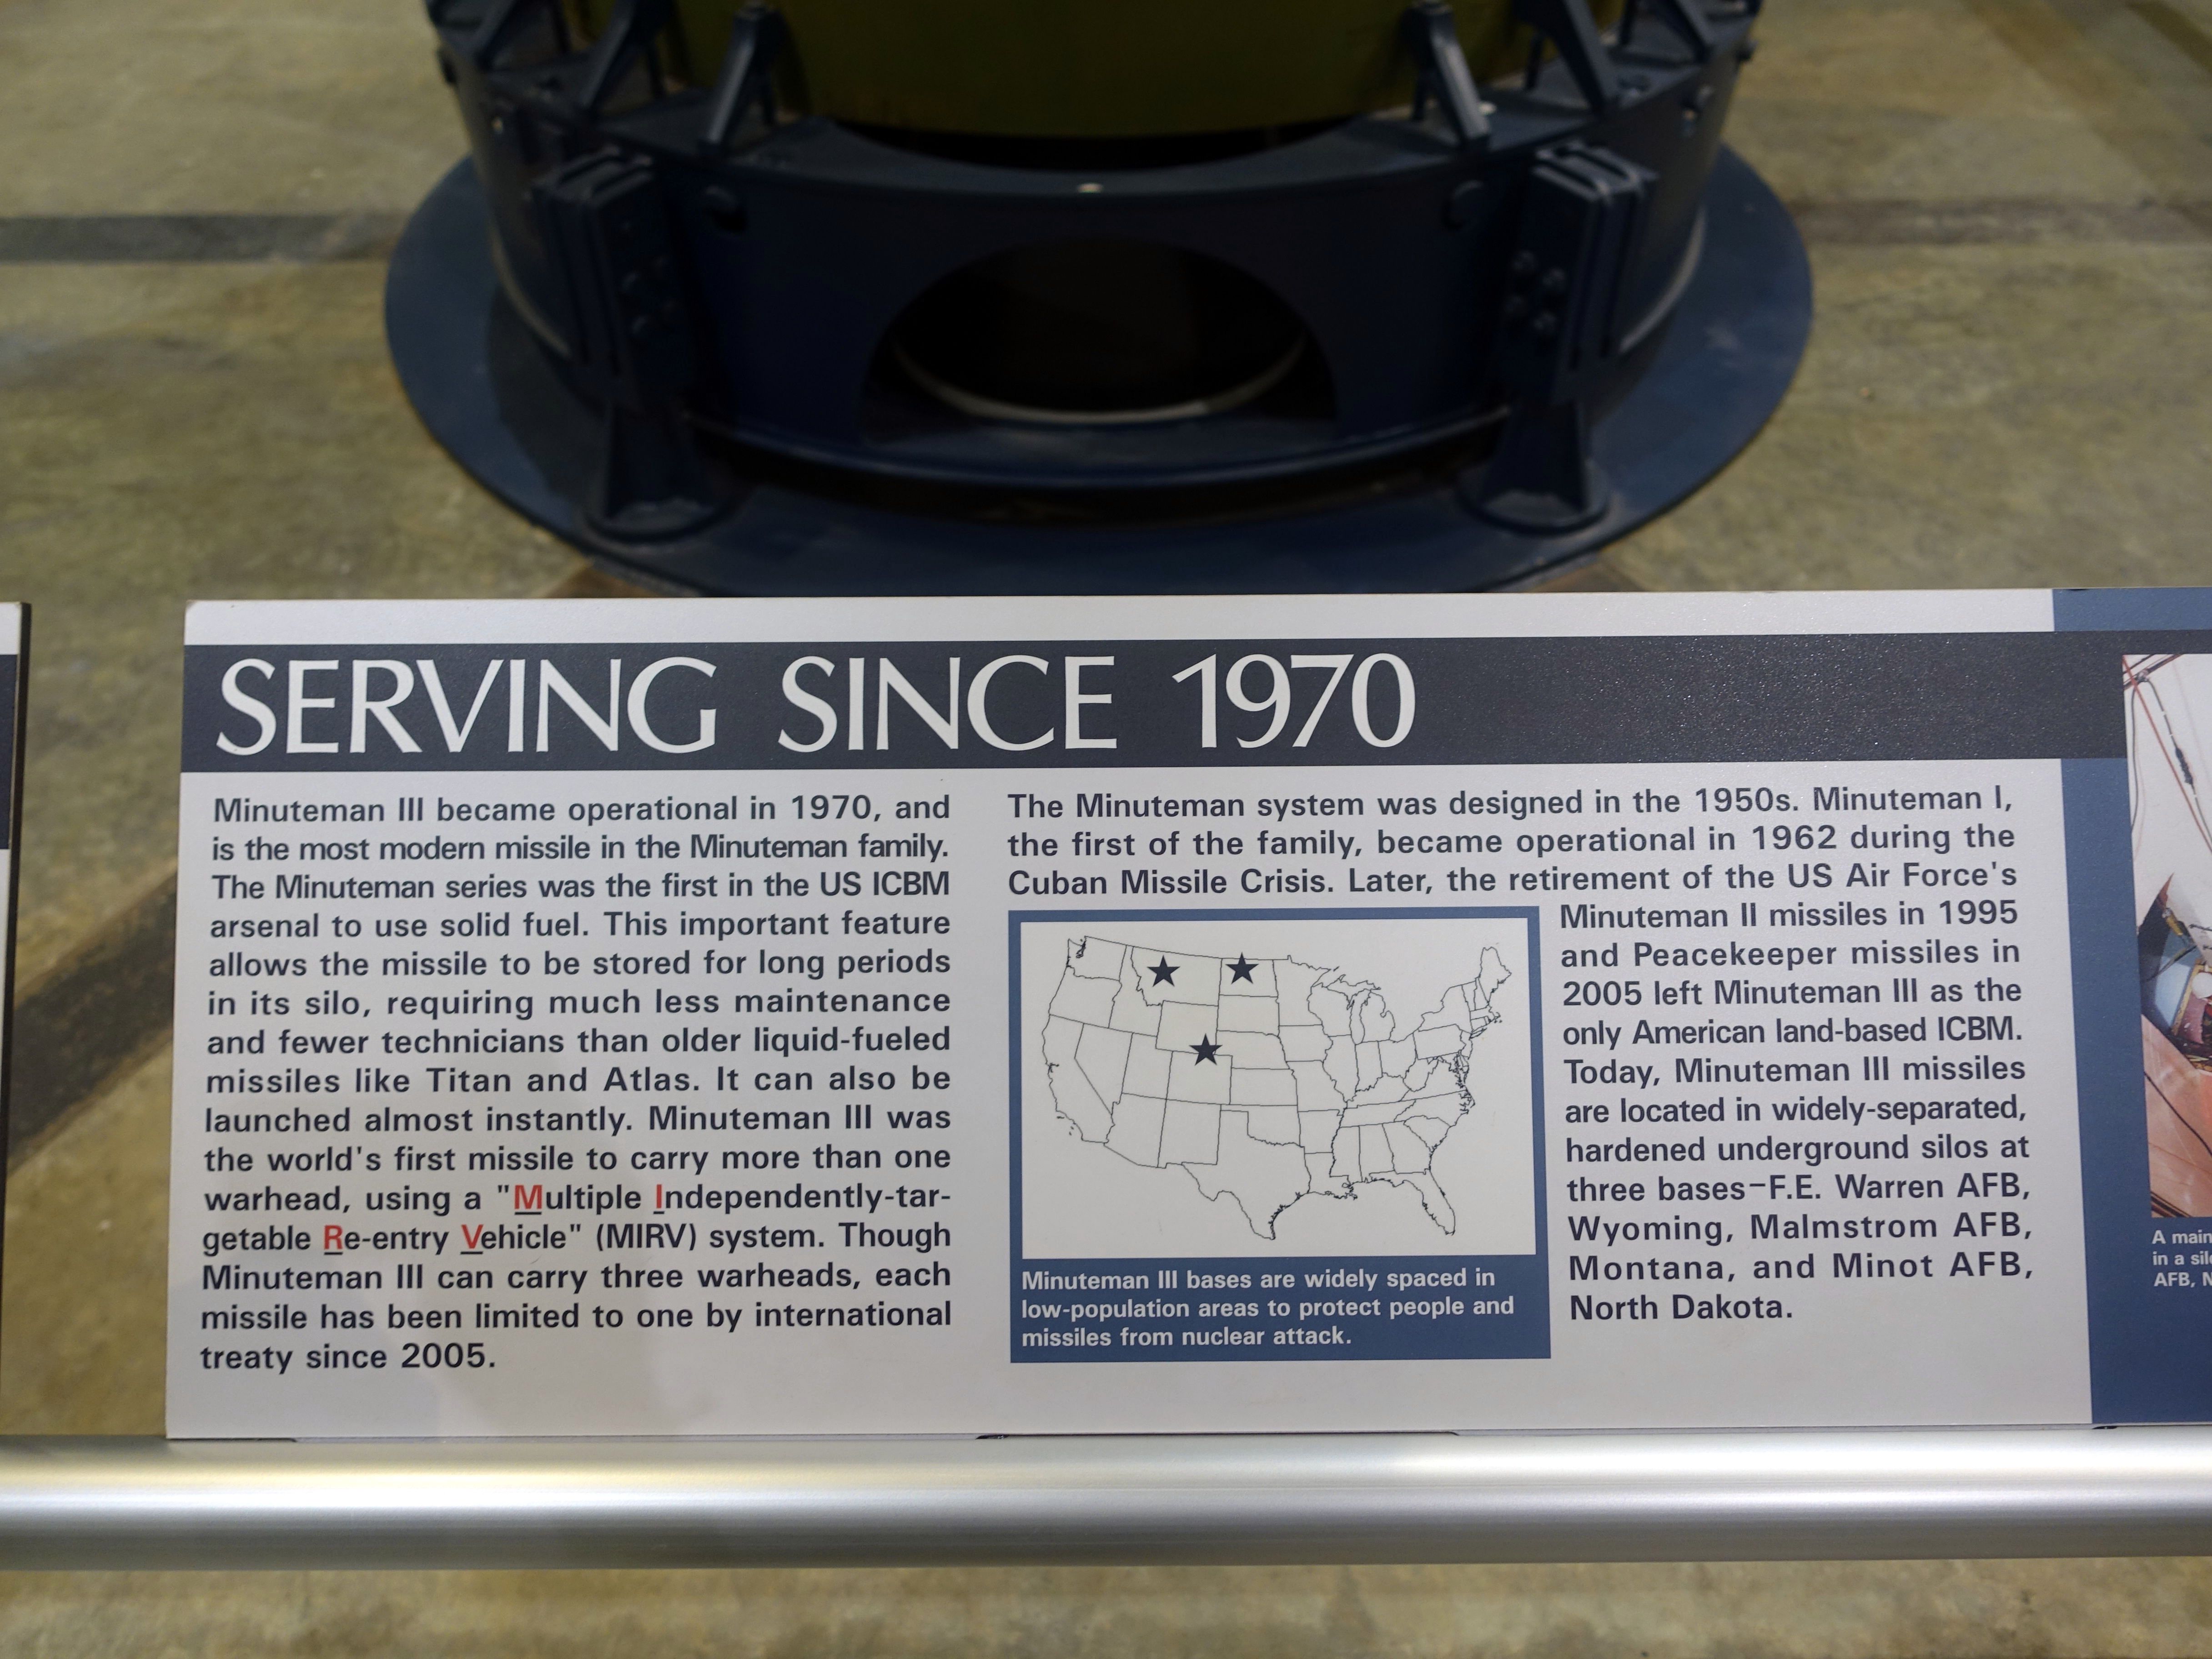 SERVING SINCE 1970
Minuteman III became operational in 1970, and
is the most modern missile in the Minuteman family.
The Minuteman series was the first in the US ICBM
arsenal to use solid fuel. This important feature
allows the missile to be stored for long periods
in its silo, requiring much less maintenance
and fewer technicians than older liquid-fueled
missiles like Titan and Atlas. It can also be
launched almost instantly. Minuteman III was
the world's first missile to carry more than one
warhead, using a "Multiple Independently-tar-
getable Re-entry Vehicle" (MIRV) system. Though
Minuteman III can carry three warheads, each
missile has been limited to one by international
treaty since 2005.
The Minuteman system was designed in the 1950s. Minuteman I,
the first of the family, became operational in 1962 during the
Cuban Missile Crisis. Later, the retirement of the US Air Force's
Minuteman II missiles in 1995
and Peacekeeper missiles in
2005 left Minuteman III as the
only American land-based ICBM.
Today, Minuteman III missiles
are located in widely-separated,
hardened underground silos at
three bases–F.E. Warren AFB,
Wyoming, Malmstrom AFB,
Montana, and Minot AFB,
North Dakota.
Minuteman III bases are widely spaced in
low-population areas to protect people and
missiles from nuclear attack.
A
in a
AFB,